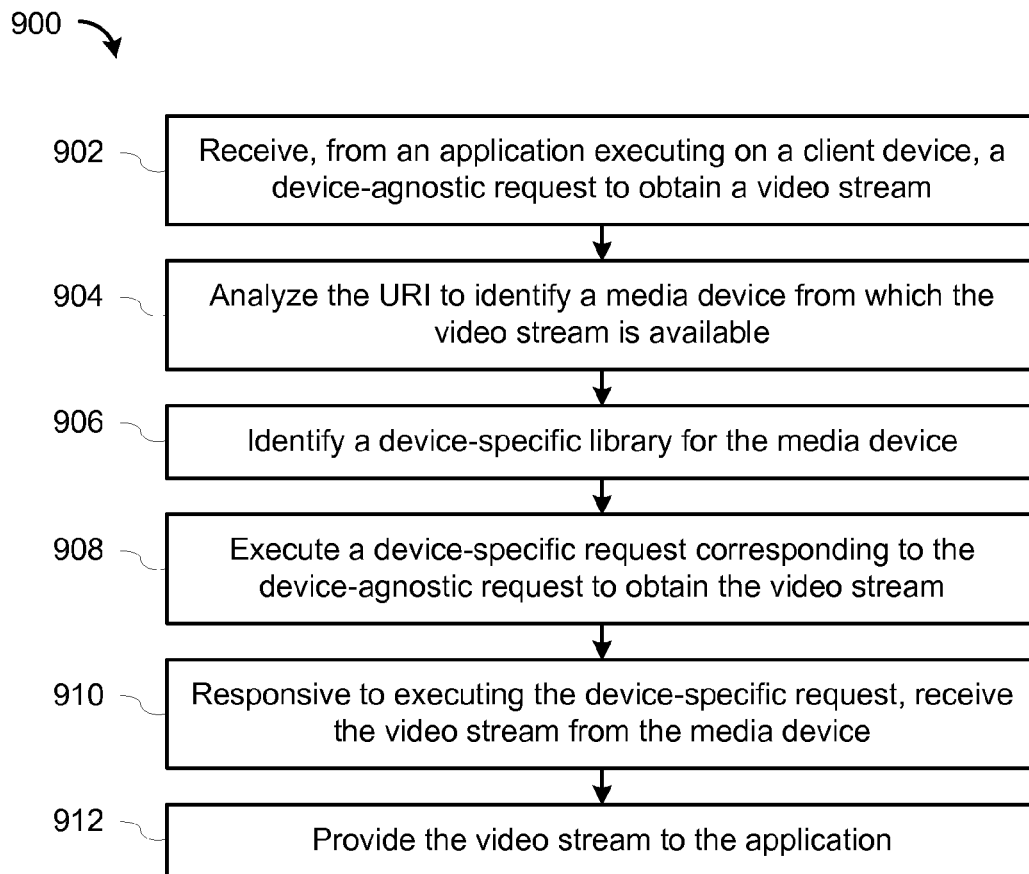 900
902
Receive, from an application executing on a client device, a
device-agnostic request to obtain a video stream
904
Analyze the URI to identify a media device from which the
video stream is available
906
Identify a device-specific library for the media device
908
Execute a device-specific request corresponding to the
device-agnostic request to obtain the video stream
910
Responsive to executing the device-specific request, receive
the video stream from the media device
912
Provide the video stream to the application